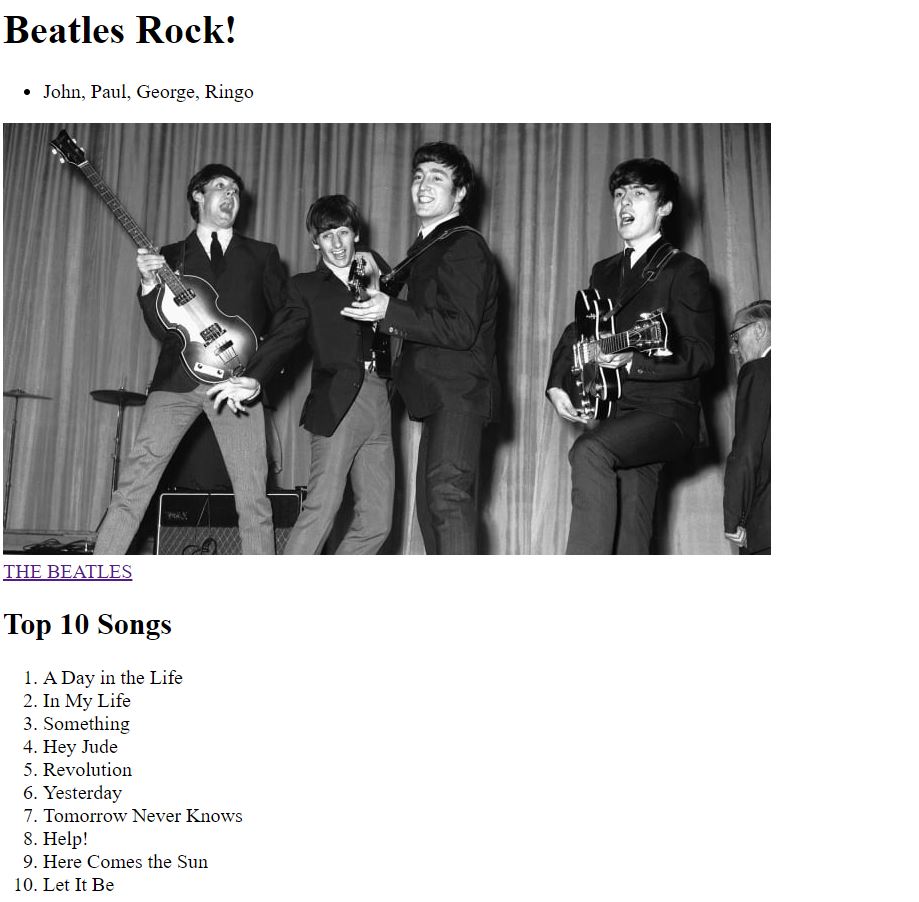 Beatles Rock!
• John, Paul, George, Ringo
THE BEATLES
Top 10 Songs
1. A Day in the Life
2. In My Life
3. Something
4. Hey Jude
5. Revolution
6. Yesterday
7. Tomorrow Never Knows
8. Help!
9. Here Comes the Sun
10. Let It Be